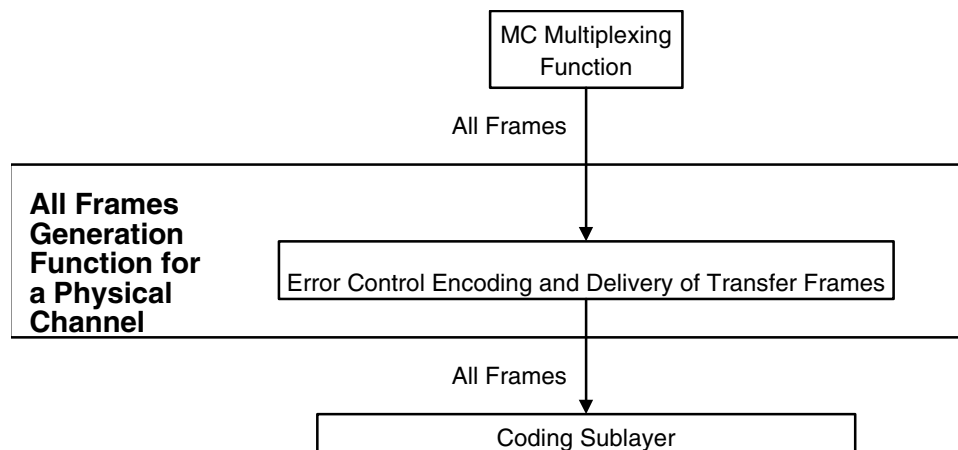 MC Multiplexing
Function
All Frames
All Frames
Generation
Function for
a Physical
Channel
Error Control Encoding and Delivery of Transfer Frames
All Frames
Coding Sublayer